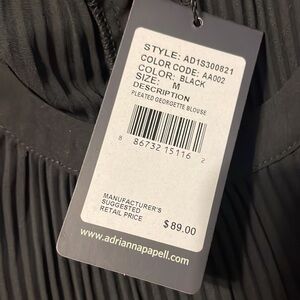 STYLE: AD1S300821
COLOR CODE: AA002
COLOR: BLACK
SIZE: M
DESCRIPTION
PLEATED GEORGETTE BLOUSE
8 86732 15116 2
MANUFACTURER'S
SUGGESTED
RETAIL PRICE $89.00
www.adriannapapell.com